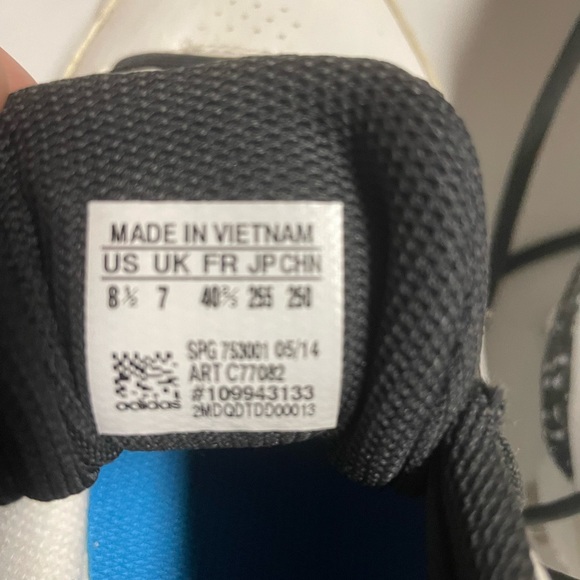 MADE IN VIETNAM
US UK FR JP CHN
8½ 7 40⅔ 255 250
SPG 753001 05/14
ART C77082
#109943133
adidas 2MDQDTDD00013